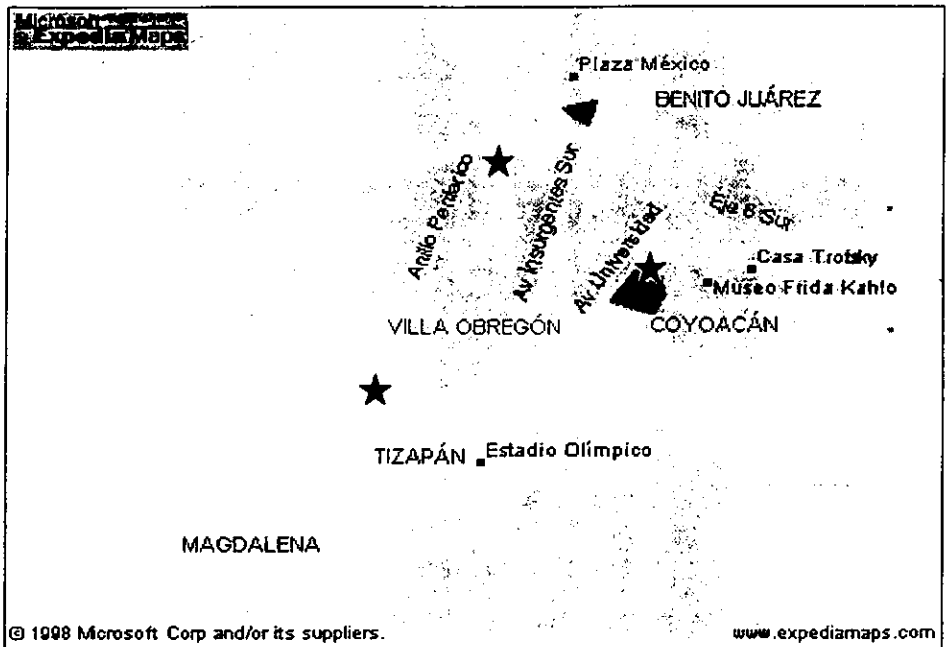 Microsoft
Expedia Maps
Plaza México
BENITO JUÁREZ
Anillo Periferico
Av Insurgentes Sur
Av Universidad
Eje 8 Sur
Casa Trotsky
Museo Frida Kahlo
VILLA OBREGÓN
COYOACÁN
TIZAPÁN
Estadio Olímpico
MAGDALENA
© 1998 Microsoft Corp and/or its suppliers.
www.expediamaps.com